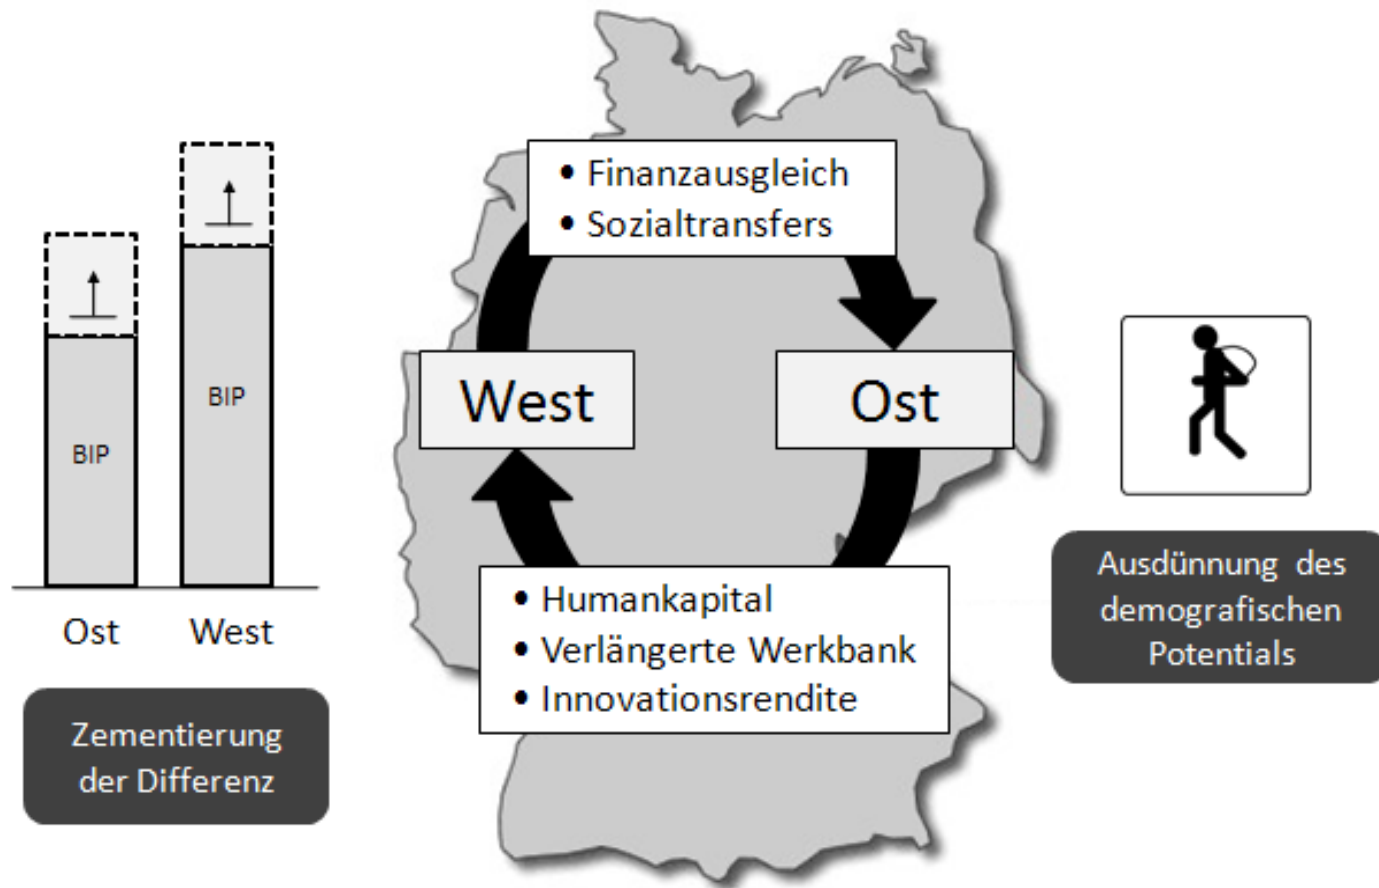 • Finanzausgleich
• Sozialtransfers
West
Ost
• Humankapital
• Verlängerte Werkbank
• Innovationsrendite
BIP
BIP
Ost
West
Zementierung
der Differenz
Ausdünnung des
demografischen
Potentials